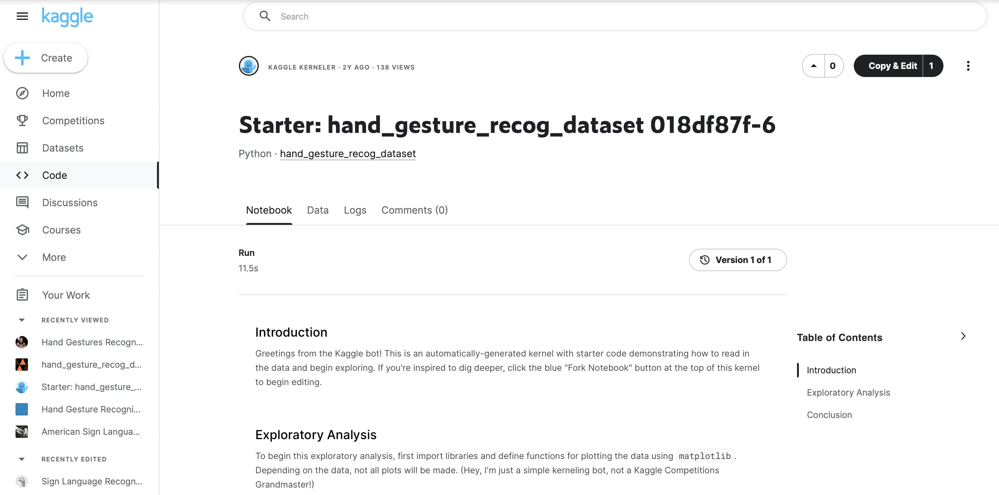 kaggle
Search
Create
Home
Competitions
Datasets
Code
Discussions
Courses
More
Your Work
RECENTLY VIEWED
Hand Gestures Recogn...
hand_gesture_recog_d...
Starter: hand_gesture_...
Hand Gesture Recogni...
American Sign Langua...
RECENTLY EDITED
Sign Language Recogn...
KAGGLE KERNELER · 2Y AGO · 138 VIEWS
0
Copy & Edit 1
Starter: hand_gesture_recog_dataset 018df87f-6
Python · hand_gesture_recog_dataset
Notebook Data Logs Comments (0)
Run
11.5s
Version 1 of 1
Introduction
Greetings from the Kaggle bot! This is an automatically-generated kernel with starter code demonstrating how to read in
the data and begin exploring. If you're inspired to dig deeper, click the blue "Fork Notebook" button at the top of this kernel
to begin editing.
Exploratory Analysis
To begin this exploratory analysis, first import libraries and define functions for plotting the data using matplotlib.
Depending on the data, not all plots will be made. (Hey, I'm just a simple kerneling bot, not a Kaggle Competitions
Grandmaster!)
Table of Contents
Introduction
Exploratory Analysis
Conclusion